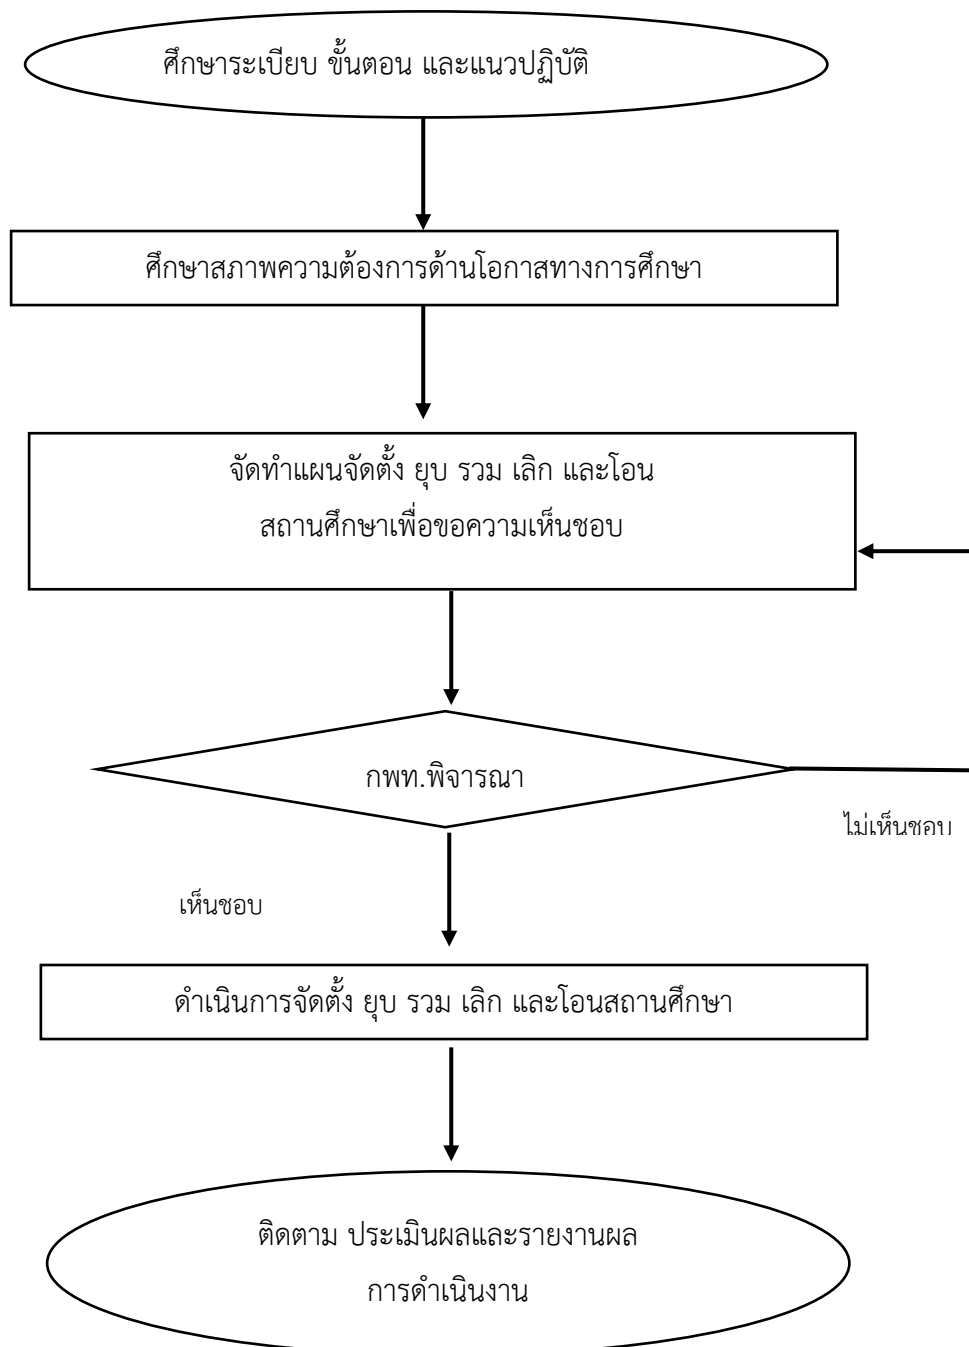 ศึกษาระเบียบ ขั้นตอน และแนวปฏิบัติ
ศึกษาสภาพความต้องการด้านโอกาสทางการศึกษา
จัดทำแผนจัดตั้ง ยุบ รวม เลิก และโอน
สถานศึกษาเพื่อขอความเห็นชอบ
กพท.พิจารณา
ไม่เห็นชอบ
เห็นชอบ
ดำเนินการจัดตั้ง ยุบ รวม เลิก และโอนสถานศึกษา
ติดตาม ประเมินผลและรายงานผล
การดำเนินงาน